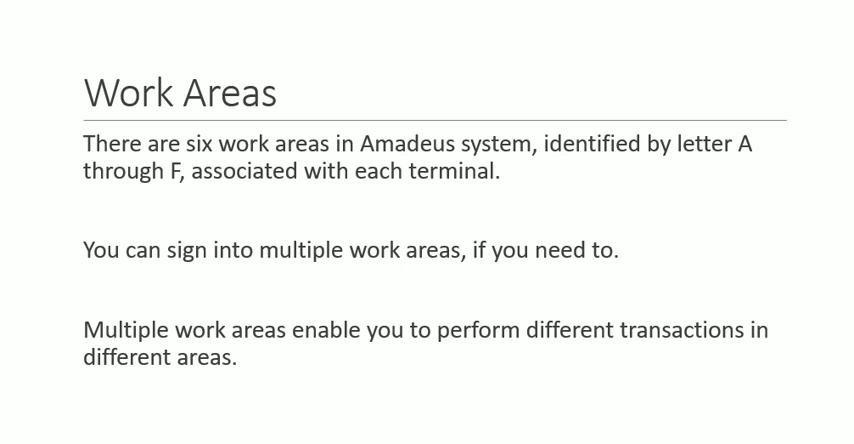 Work Areas
There are six work areas in Amadeus system, identified by letter A
through F, associated with each terminal.
You can sign into multiple work areas, if you need to.
Multiple work areas enable you to perform different transactions in
different areas.